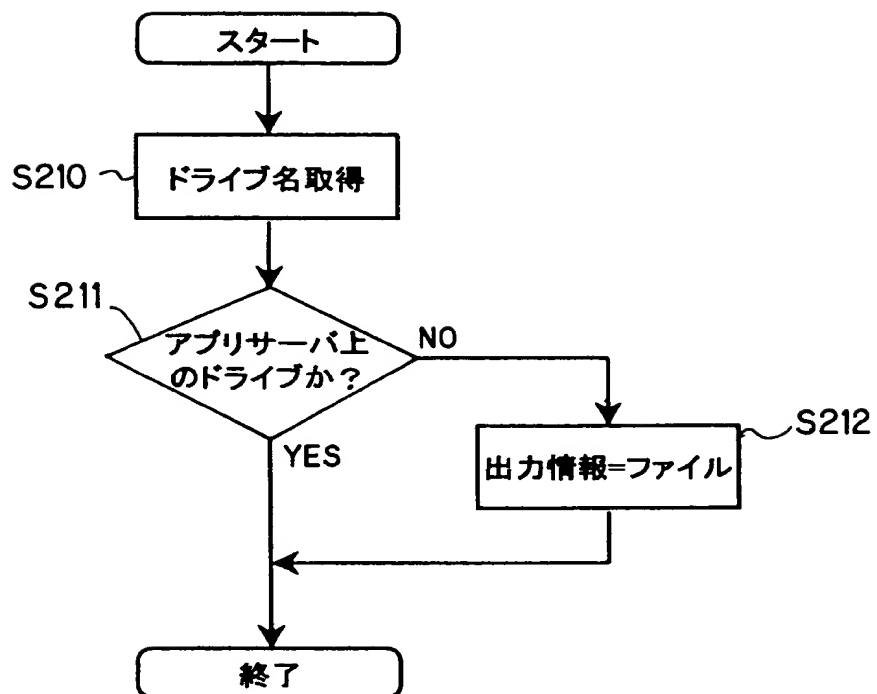 スタート
S210
ドライブ名取得
S211
アプリサーバ上
のドライブか?
NO
YES
S212
出力情報=ファイル
終了